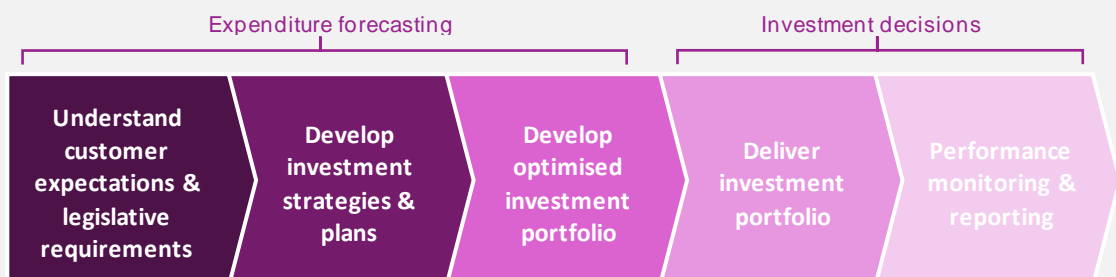 Expenditure forecasting
Investment decisions
Understand
customer
expectations &
legislative
requirements
Develop
investment
strategies &
plans
Develop
optimised
investment
portfolio
Deliver
investment
portfolio
Performance
monitoring &
reporting